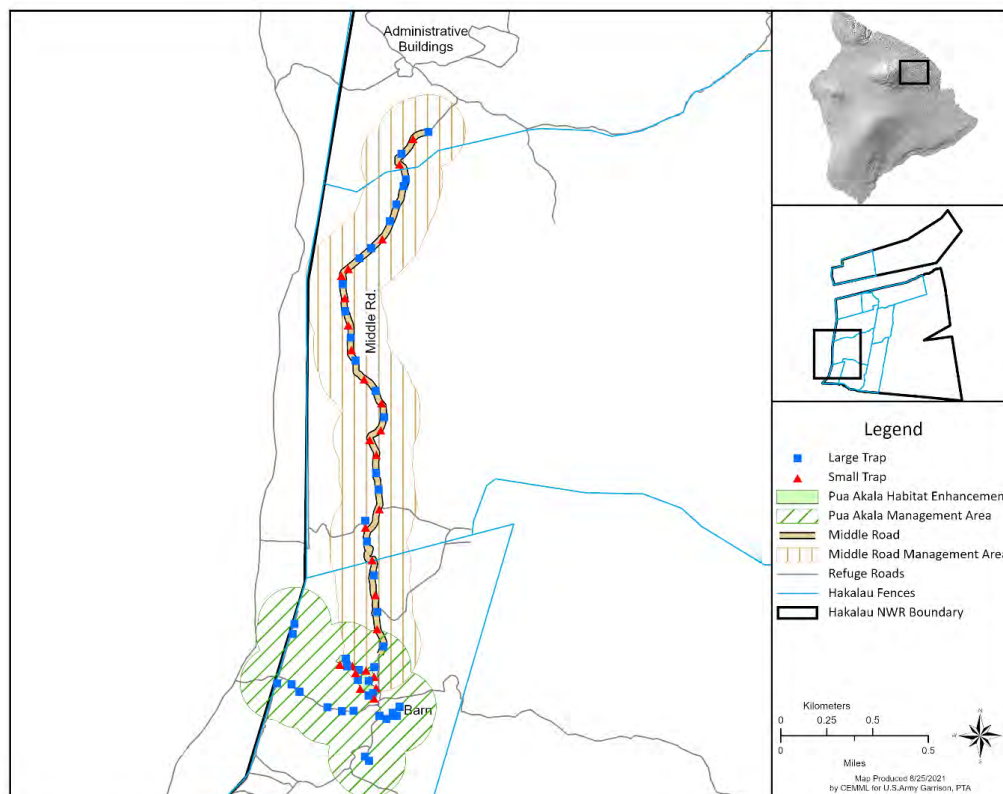 Administrative
Buildings
Middle Rd.
Barn
Legend
Large Trap
Small Trap
Pua Akala Habitat Enhancement
Pua Akala Management Area
Middle Road
Middle Road Management Area
Refuge Roads
Hakalau Fences
Hakalau NWR Boundary
Kilometers
0 0.25 0.5
0 0.5
Miles
N
Map Produced 8/25/2021
by CEMML for U.S.Army Garrison, PTA